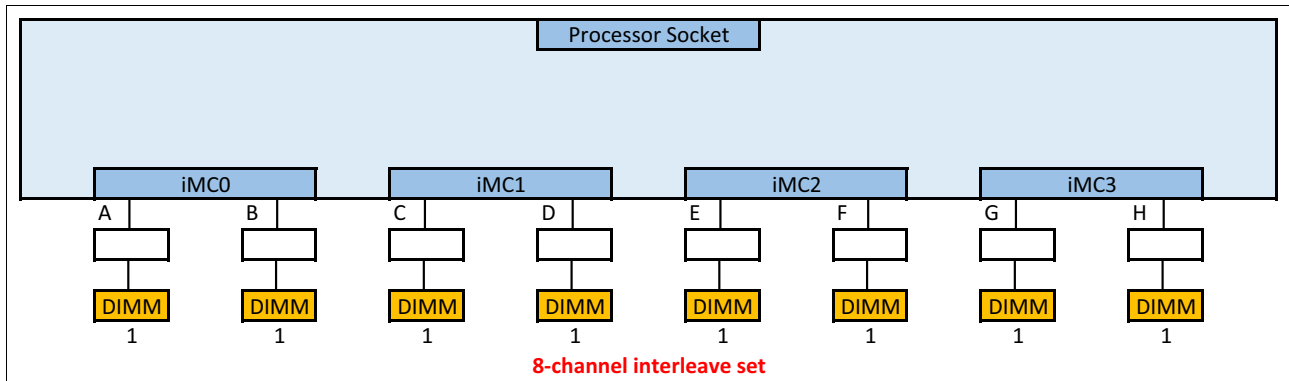 Processor Socket
iMC0 iMC1 iMC2 iMC3
A B C D E F G H
DIMM DIMM DIMM DIMM DIMM DIMM DIMM DIMM
1 1 1 1 1 1 1 1
8-channel interleave set